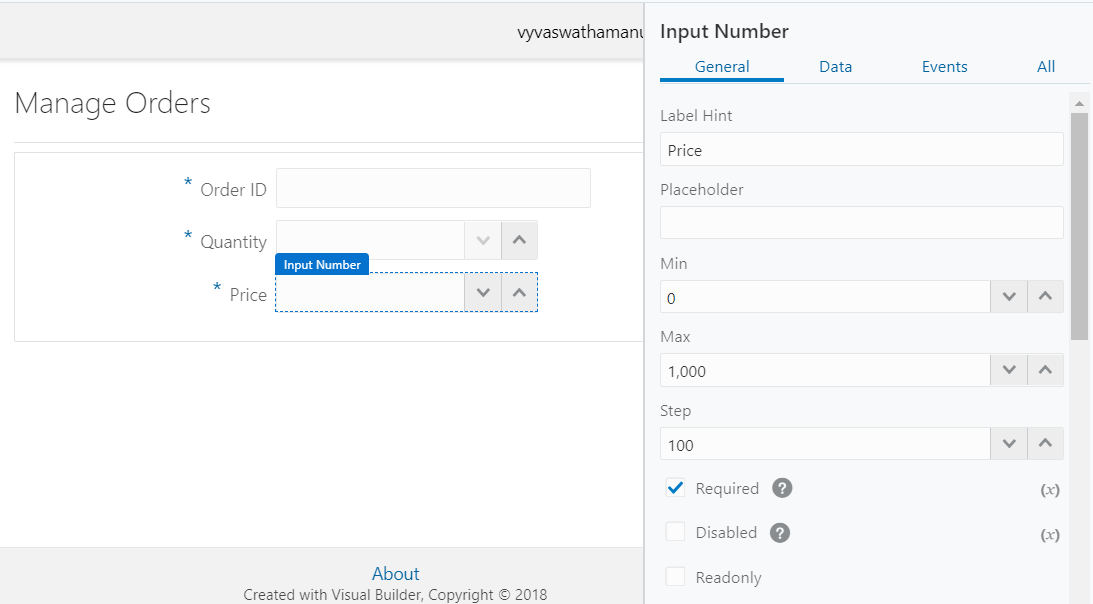 vyvaswathamanu
Manage Orders
* Order ID
* Quantity
Input Number
* Price
About
Created with Visual Builder, Copyright © 2018
Input Number
General Data Events All
Label Hint
Price
Placeholder
Min
0
Max
1,000
Step
100
Required ? (x)
Disabled ? (x)
Readonly